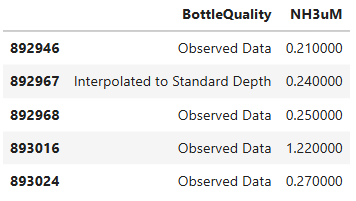 BottleQuality NH3uM
892946 Observed Data 0.210000
892967 Interpolated to Standard Depth 0.240000
892968 Observed Data 0.250000
893016 Observed Data 1.220000
893024 Observed Data 0.270000